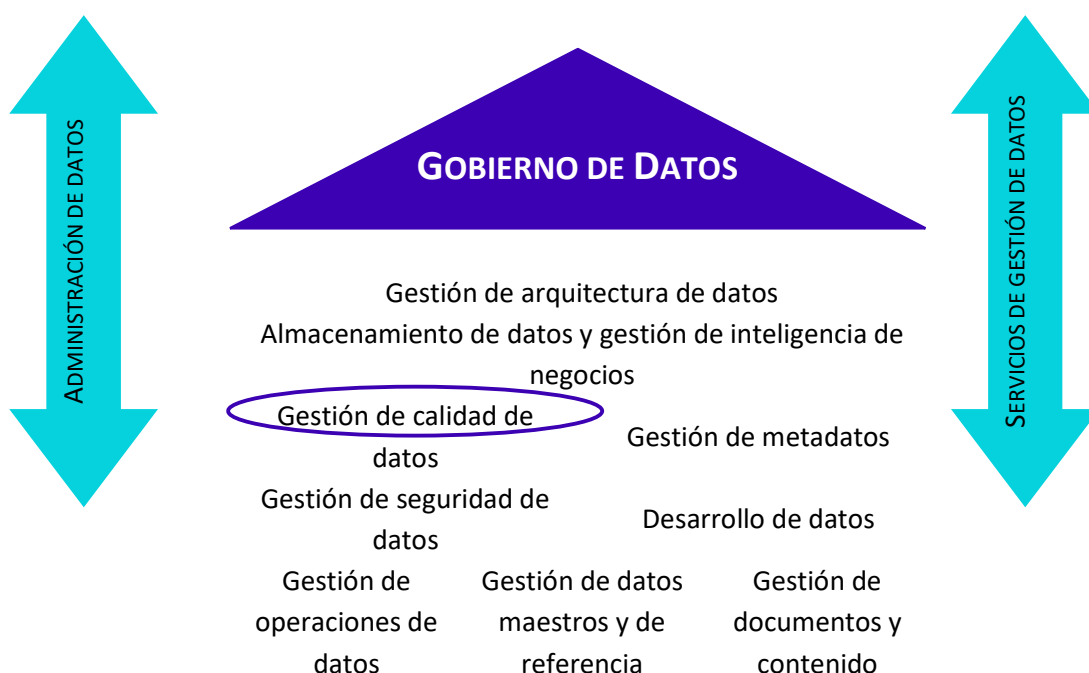 ADMINISTRACIÓN DE DATOS
GOBIERNO DE DATOS
SERVICIOS DE GESTIÓN DE DATOS
Gestión de arquitectura de datos
Almacenamiento de datos y gestión de inteligencia de
negocios
Gestión de calidad de
datos
Gestión de metadatos
Gestión de seguridad de
datos
Desarrollo de datos
Gestión de
operaciones de
datos
Gestión de datos
maestros y de
referencia
Gestión de
documentos y
contenido